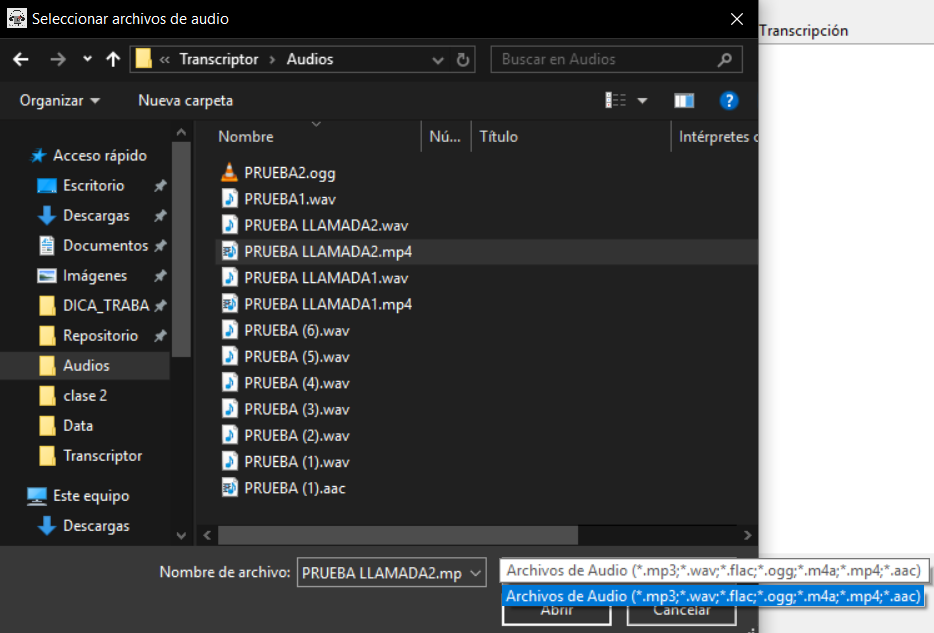 Seleccionar archivos de audio
Transcripción
« Transcriptor › Audios
Buscar en Audios
Organizar
Nueva carpeta
?
Nombre
Nú...
Título
Intérpretes c
Acceso rápido
Escritorio
Descargas
Documentos
Imágenes
DICA_TRABA
Repositorio
Audios
clase 2
Data
Transcriptor
Este equipo
Descargas
PRUEBA2.ogg
PRUEBA1.wav
PRUEBA LLAMADA2.wav
PRUEBA LLAMADA2.mp4
PRUEBA LLAMADA1.wav
PRUEBA LLAMADA1.mp4
PRUEBA (6).wav
PRUEBA (5).wav
PRUEBA (4).wav
PRUEBA (3).wav
PRUEBA (2).wav
PRUEBA (1).wav
PRUEBA (1).aac
Nombre de archivo:
PRUEBA LLAMADA2.mp
Archivos de Audio (*.mp3;*.wav;*.flac;*.ogg;*.m4a;*.mp4;*.aac)
Archivos de Audio (*.mp3;*.wav;*.flac;*.ogg;*.m4a;*.mp4;*.aac)
Abrir
Cancelar